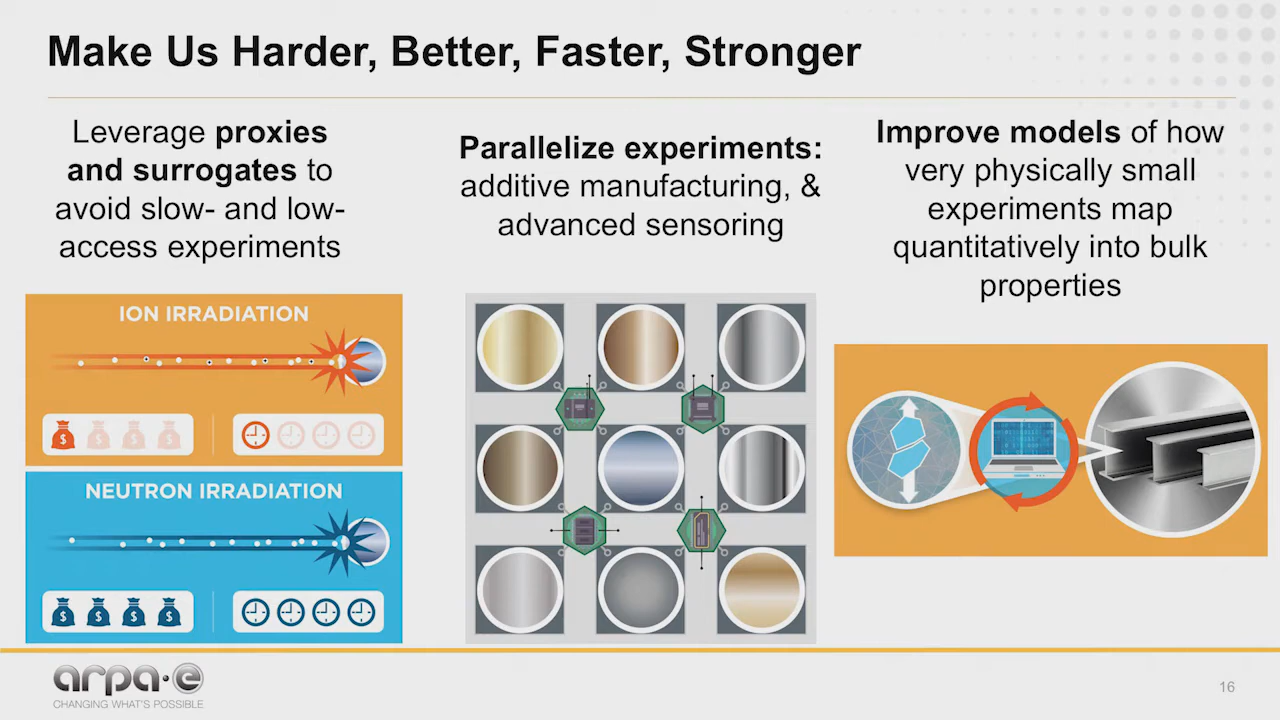 Make Us Harder, Better, Faster, Stronger
Leverage proxies
and surrogates to
avoid slow- and low-
access experiments
Parallelize experiments:
additive manufacturing, &
advanced sensoring
Improve models of how
very physically small
experiments map
quantitatively into bulk
properties
ION IRRADIATION
$ $ $ $
NEUTRON IRRADIATION
$ $ $ $
arpa·e
CHANGING WHAT'S POSSIBLE
16